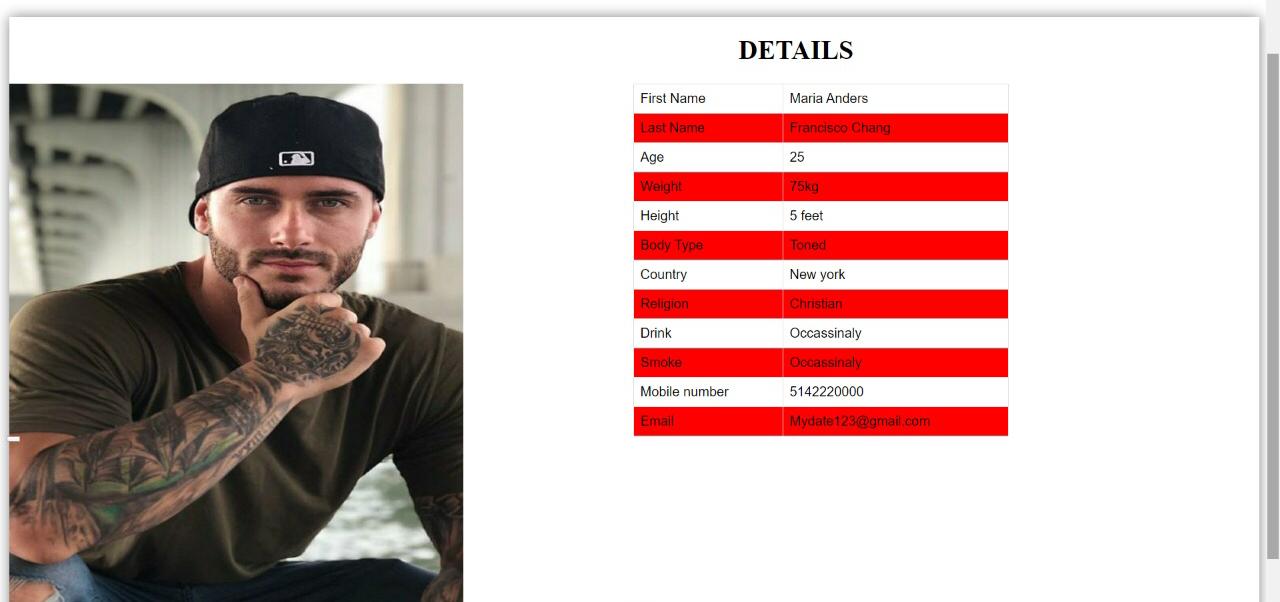 DETAILS
First Name Maria Anders
Last Name Francisco Chang
Age 25
Weight 75kg
Height 5 feet
Body Type Toned
Country New york
Religion Christian
Drink Occassinaly
Smoke Occassinaly
Mobile number 5142220000
Email Mydate123@gmail.com